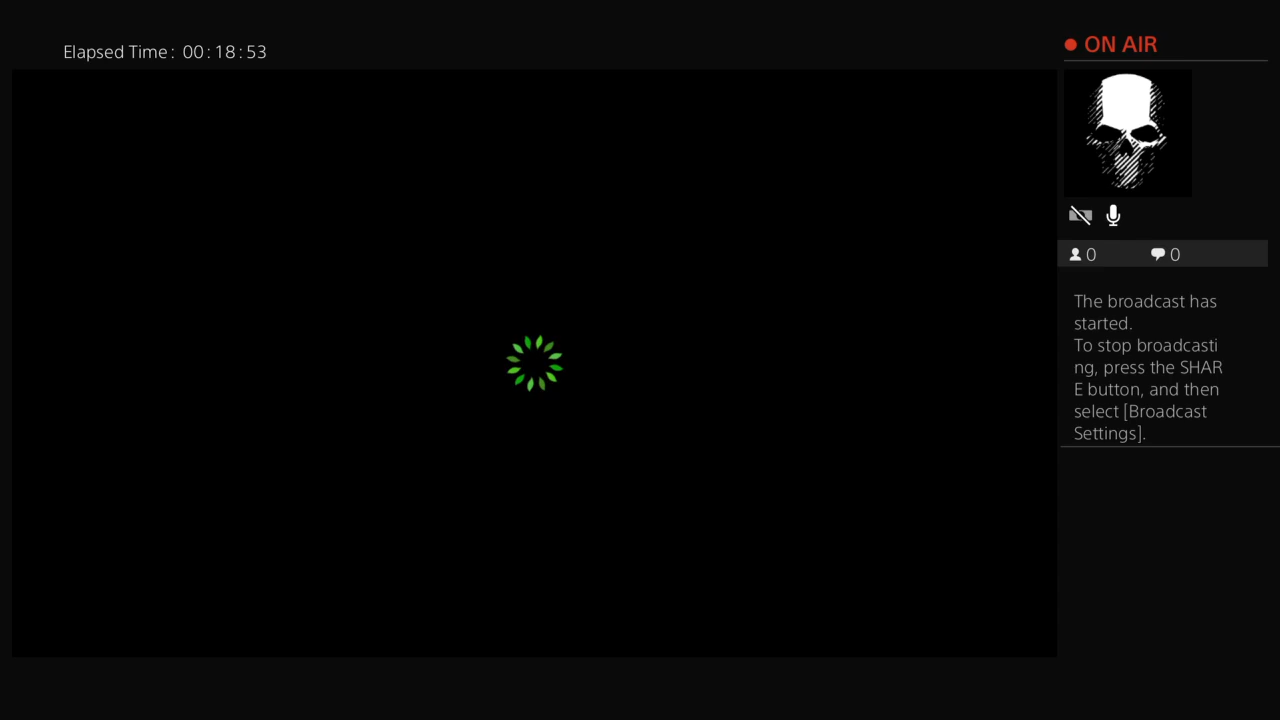 Elapsed Time: 00:18:53
ON AIR
0 0
The broadcast has
started.
To stop broadcasti
ng, press the SHAR
E button, and then
select [Broadcast
Settings].